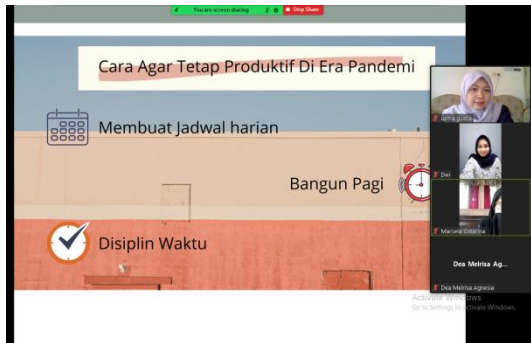 You are screen sharing
Stop Share
Cara Agar Tetap Produktif Di Era Pandemi
Membuat Jadwal harian
Bangun Pagi
Disiplin Waktu
Dwi
Marsela Oktarina
Dea Melrisa Ag...
Dea Melrisa Agresia
Activate Windows
Go to Settings to activate Windows.